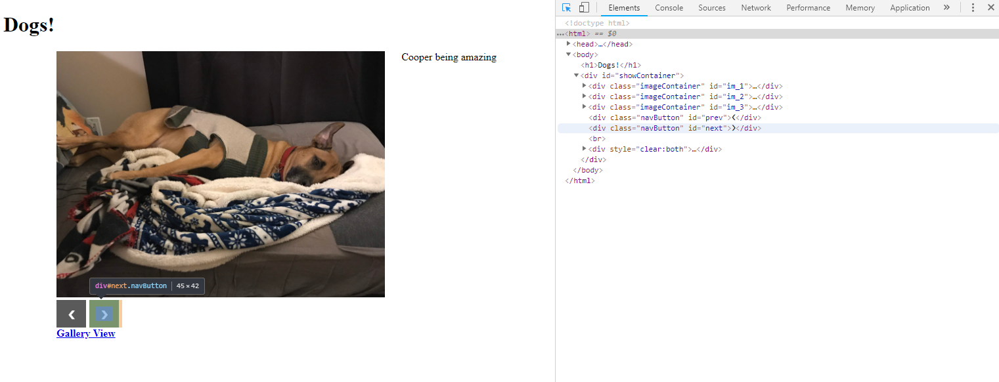 Dogs!
Cooper being amazing
div#next.navButton | 45 × 42
❮ ❯
Gallery View
Elements Console Sources Network Performance Memory Application »
<!doctype html>
…<html> == $0
▶<head>…</head>
▼<body>
<h1>Dogs!</h1>
▼<div id="showContainer">
▶<div class="imageContainer" id="im_1">…</div>
▶<div class="imageContainer" id="im_2">…</div>
▶<div class="imageContainer" id="im_3">…</div>
<div class="navButton" id="prev">❮</div>
<div class="navButton" id="next">❯</div>
<br>
▶<div style="clear:both">…</div>
</div>
</body>
</html>